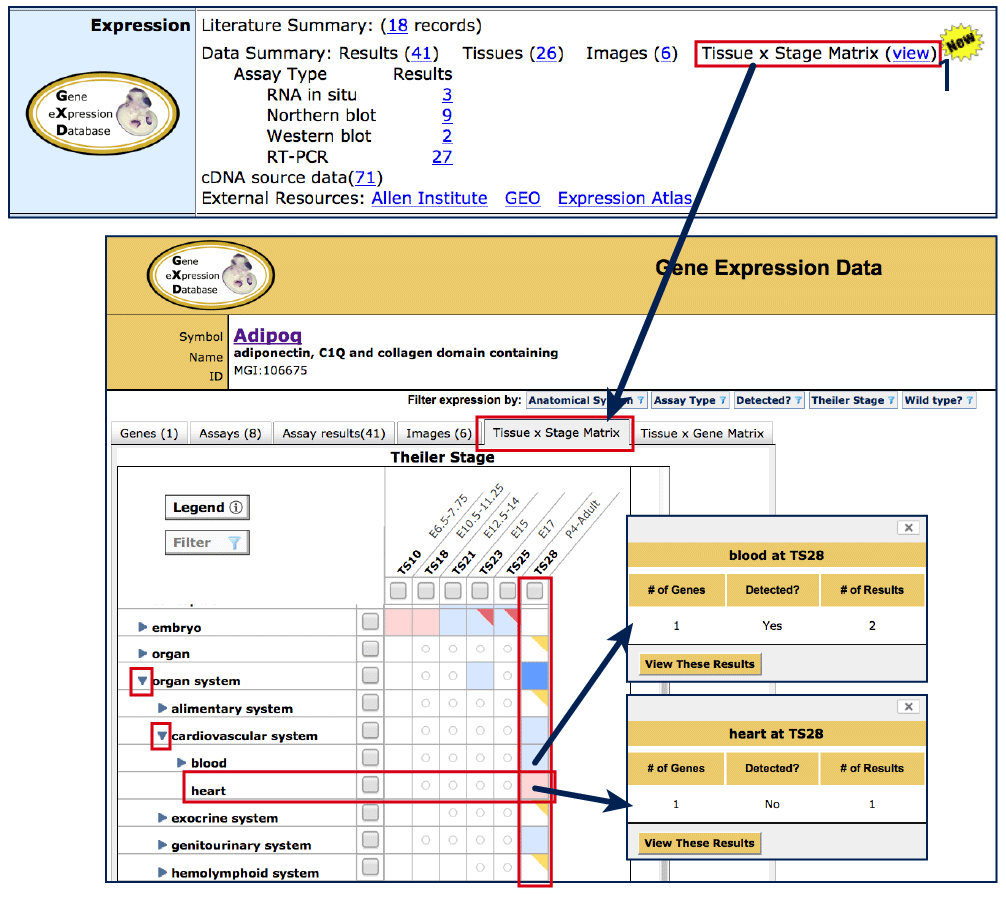 Expression
Literature Summary: (18 records)
Data Summary: Results (41) Tissues (26) Images (6) Tissue x Stage Matrix (view)
New
1
Assay Type Results
RNA in situ 3
Northern blot 9
Western blot 2
RT-PCR 27
cDNA source data(71)
External Resources: Allen Institute GEO Expression Atlas
Gene
eXpression
Database
Gene
eXpression
Database
Gene Expression Data
Symbol Adipoq
Name adiponectin, C1Q and collagen domain containing
ID MGI:106675
Filter expression by: Anatomical Sy m Assay Type Detected? Theiler Stage Wild type?
Genes (1) Assays (8) Assay results(41) Images (6) Tissue x Stage Matrix Tissue x Gene Matrix
Theiler Stage
Legend
Filter
E6.5-7.75 E10.5-11.25 E12.5-14 E15 E17 P4-Adult
TS10 TS18 TS21 TS23 TS25 TS28
embryo
organ
organ system
alimentary system
cardiovascular system
blood
heart
exocrine system
genitourinary system
hemolymphoid system
blood at TS28
# of Genes Detected? # of Results
1 Yes 2
View These Results
heart at TS28
# of Genes Detected? # of Results
1 No 1
View These Results